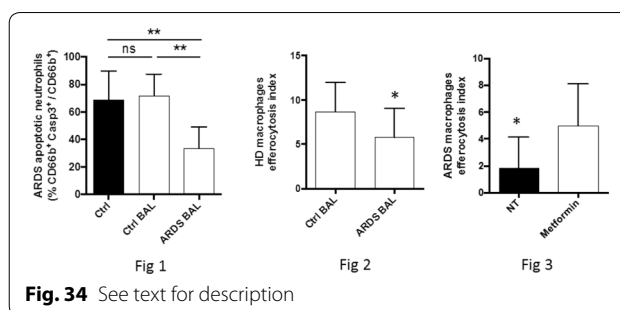 **
ns
**
ARDS apoptotic neutrophils
(% CD66b+ Casp3+ / CD66b+)
100
80
60
40
20
0
Ctrl
Ctrl BAL
ARDS BAL
Fig 1
HD macrophages
efferocytosis index
15
10
5
0
*
Ctrl BAL
ARDS BAL
Fig 2
ARDS macrophages
efferocytosis index
10
8
6
4
2
0
*
NT
Metformin
Fig 3
Fig. 34 See text for description